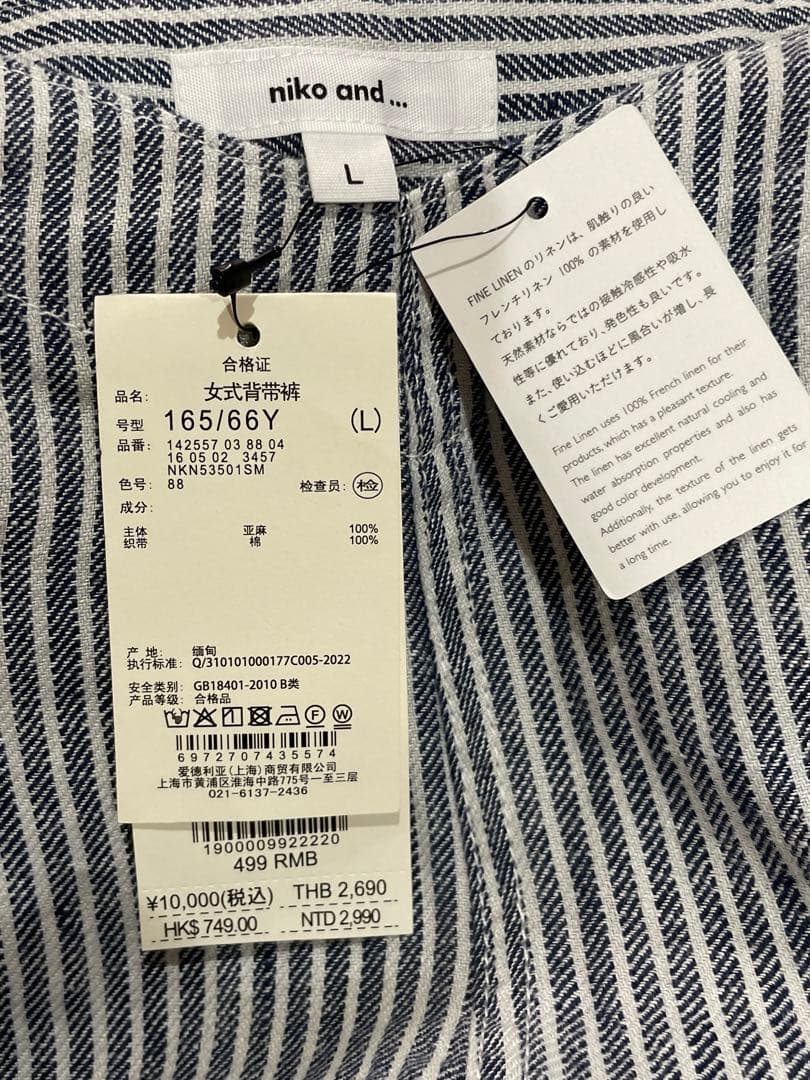 niko and ...
L
FINE LINENのリネンは、肌触りの良い
フレンチリネン 100% の素材を使用し
ております。
天然素材ならではの接触冷感性や吸水
性等に優れており、発色性も良いです。
また、使い込むほどに風合いが増し、長
くご愛用いただけます。
Fine Linen uses 100% French linen for their
products, which has a pleasant texture.
The linen has excellent natural cooling and
water absorption properties and also has
good color development.
Additionally, the texture of the linen gets
better with use, allowing you to enjoy it for
a long time.
合格证
品名: 女式背带裤
号型 165/66Y (L)
品番: 142557 03 88 04
16 05 02 3457
NKN53501SM
色号: 88 检查员: 检
成分:
主体 亚麻 100%
织带 棉 100%
产 地: 缅甸
执行标准: Q/310101000177C005-2022
安全类别: GB18401-2010 B类
产品等级: 合格品
F W
6972707435574
爱德利亚(上海)商贸有限公司
上海市黄浦区淮海中路775号一至三层
021-6137-2436
1900009922220
499 RMB
¥10,000(税込) THB 2,690
HK$ 749.00 NTD 2,990